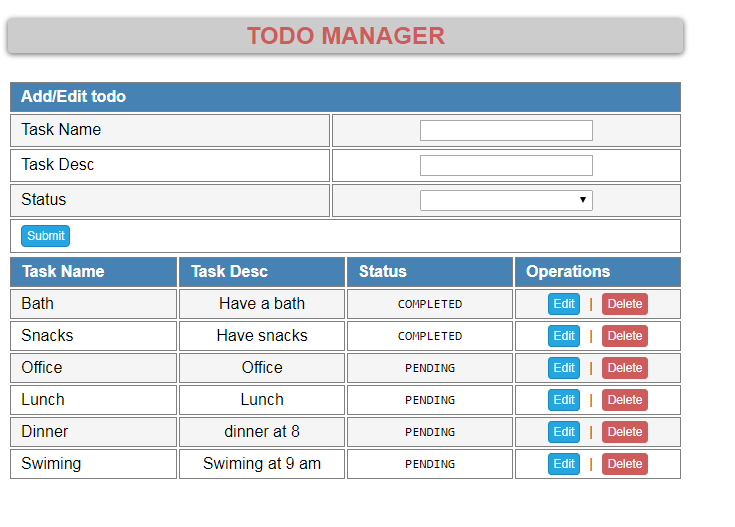 TODO MANAGER
Add/Edit todo
Task Name
Task Desc
Status
Submit
Task Name Task Desc Status Operations
Bath Have a bath COMPLETED Edit | Delete
Snacks Have snacks COMPLETED Edit | Delete
Office Office PENDING Edit | Delete
Lunch Lunch PENDING Edit | Delete
Dinner dinner at 8 PENDING Edit | Delete
Swiming Swiming at 9 am PENDING Edit | Delete